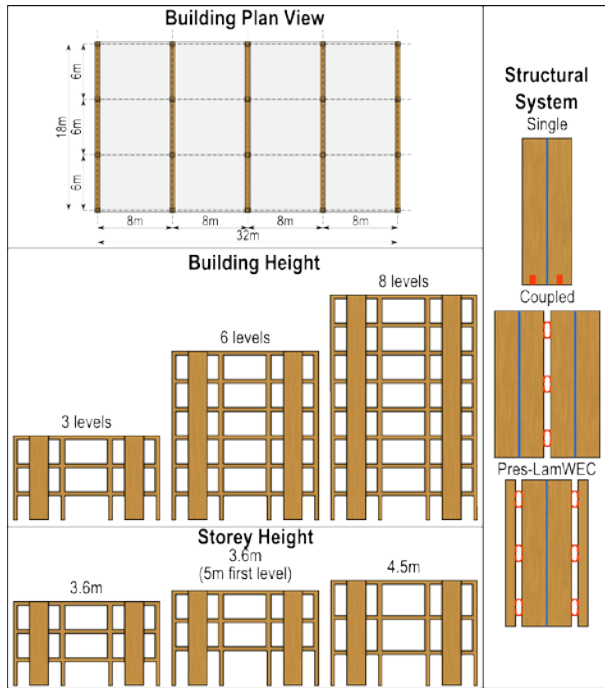 Building Plan View
6m
6m
6m
18m
8m
8m
8m
8m
32m
Building Height
3 levels
6 levels
8 levels
Storey Height
3.6m
3.6m
(5m first level)
4.5m
Structural
System
Single
Coupled
Pres-LamWEC